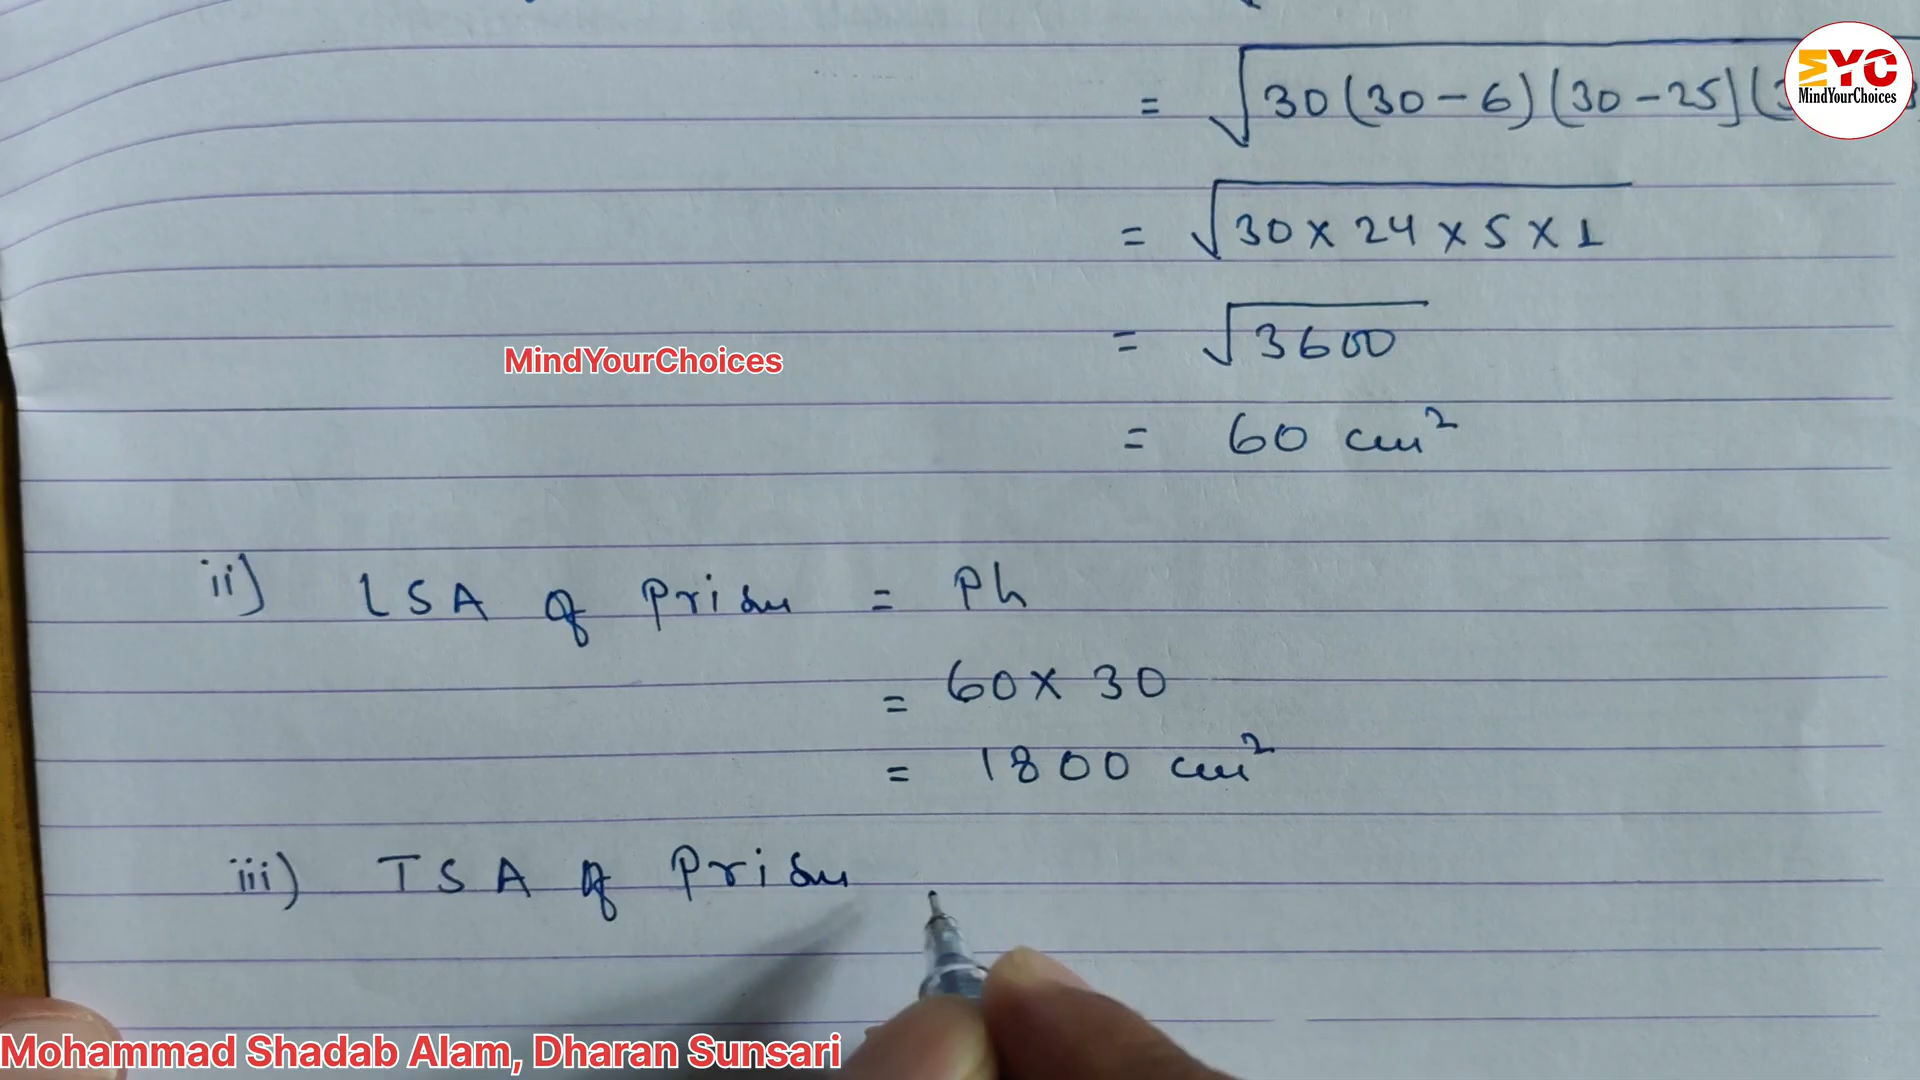 = √30(30-6)(30-25](
MYC
MindYourChoices
= √30 x 24 x 5 x 1
= √3600
MindYourChoices
= 60 cm²
ii) LSA of Prism = Ph
= 60 x 30
= 1800 cm²
iii) TSA of Prism
Mohammad Shadab Alam, Dharan Sunsari